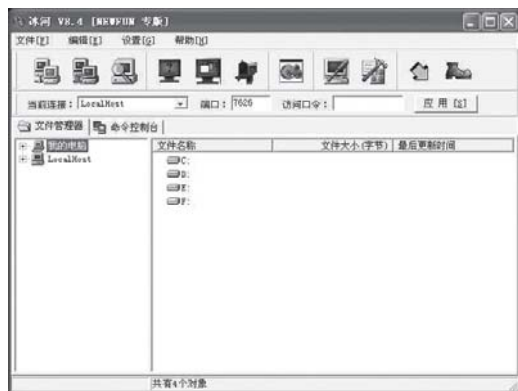 冰河 V8.4 [NEWFUN 专版]
文件[F] 编辑[E] 设置[G] 帮助[H]
当前连接: LocalHost 端口: 7626 访问口令: 应用[S]
文件管理器 命令控制台
我的电脑
LocalHost
文件名称 文件大小(字节) 最后更新时间
C:
D:
E:
F:
共有4个对象